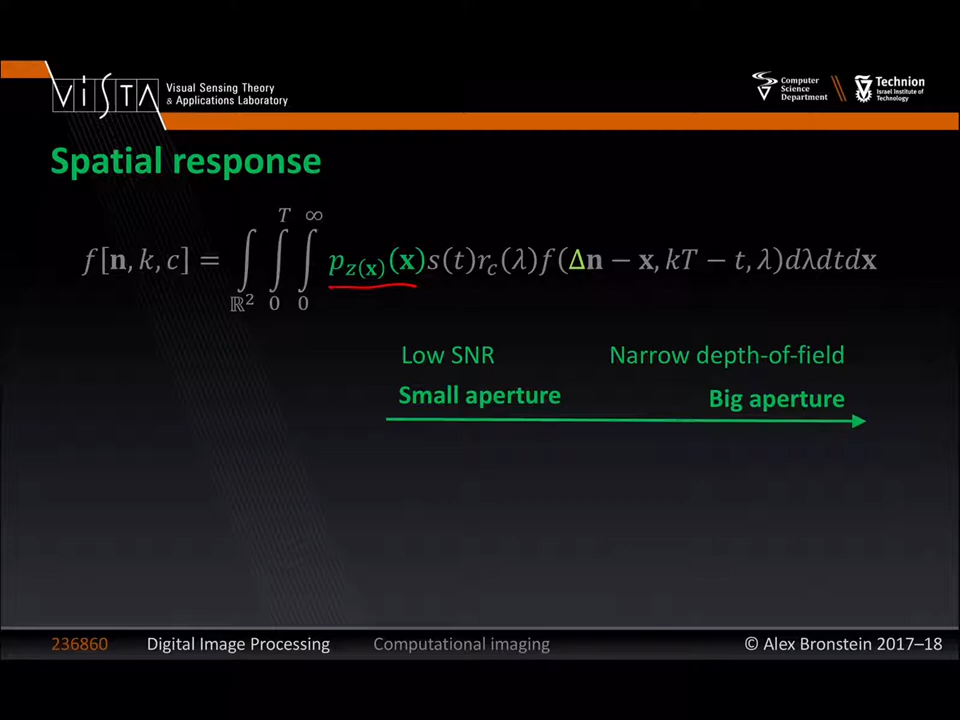 VISTA
Visual Sensing Theory
& Applications Laboratory
Computer
Science
Department
Technion
Israel Institute of
Technology
Spatial response
T ∞
f[n, k, c] = ∫ ∫ ∫ p_{z(x)}(x)s(t)r_c(λ)f(Δn − x, kT − t, λ)dλdtdx
ℝ² 0 0
Low SNR Narrow depth-of-field
Small aperture Big aperture
236860 Digital Image Processing Computational imaging © Alex Bronstein 2017–18